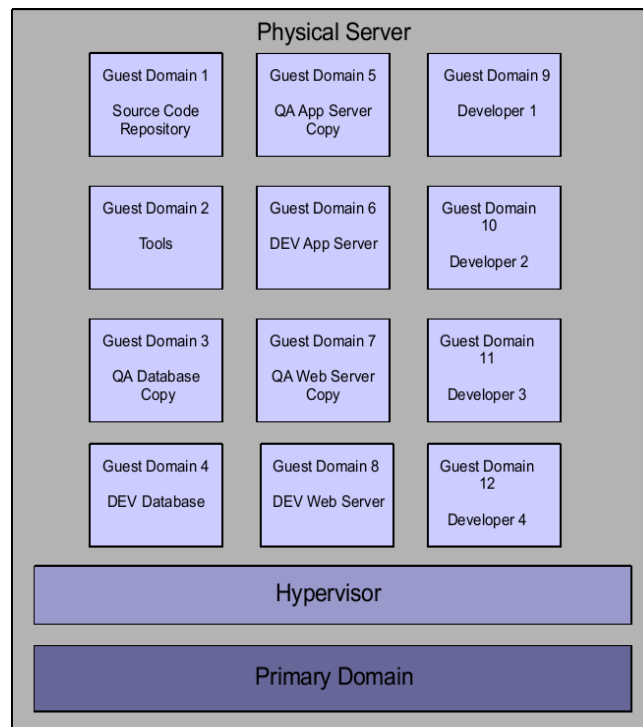 Physical Server
Guest Domain 1
Source Code
Repository
Guest Domain 5
QA App Server
Copy
Guest Domain 9
Developer 1
Guest Domain 2
Tools
Guest Domain 6
DEV App Server
Guest Domain
10
Developer 2
Guest Domain 3
QA Database
Copy
Guest Domain 7
QA Web Server
Copy
Guest Domain
11
Developer 3
Guest Domain 4
DEV Database
Guest Domain 8
DEV Web Server
Guest Domain
12
Developer 4
Hypervisor
Primary Domain